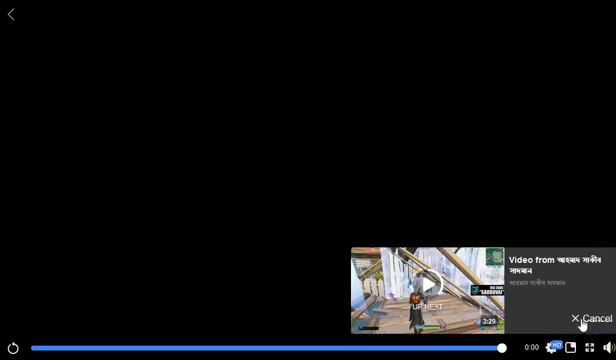 Video from আহমাদ সাকীব
সাদমান
আহমাদ সাকীব সাদমান
UP NEXT
3:29
Cancel
0:00
HD